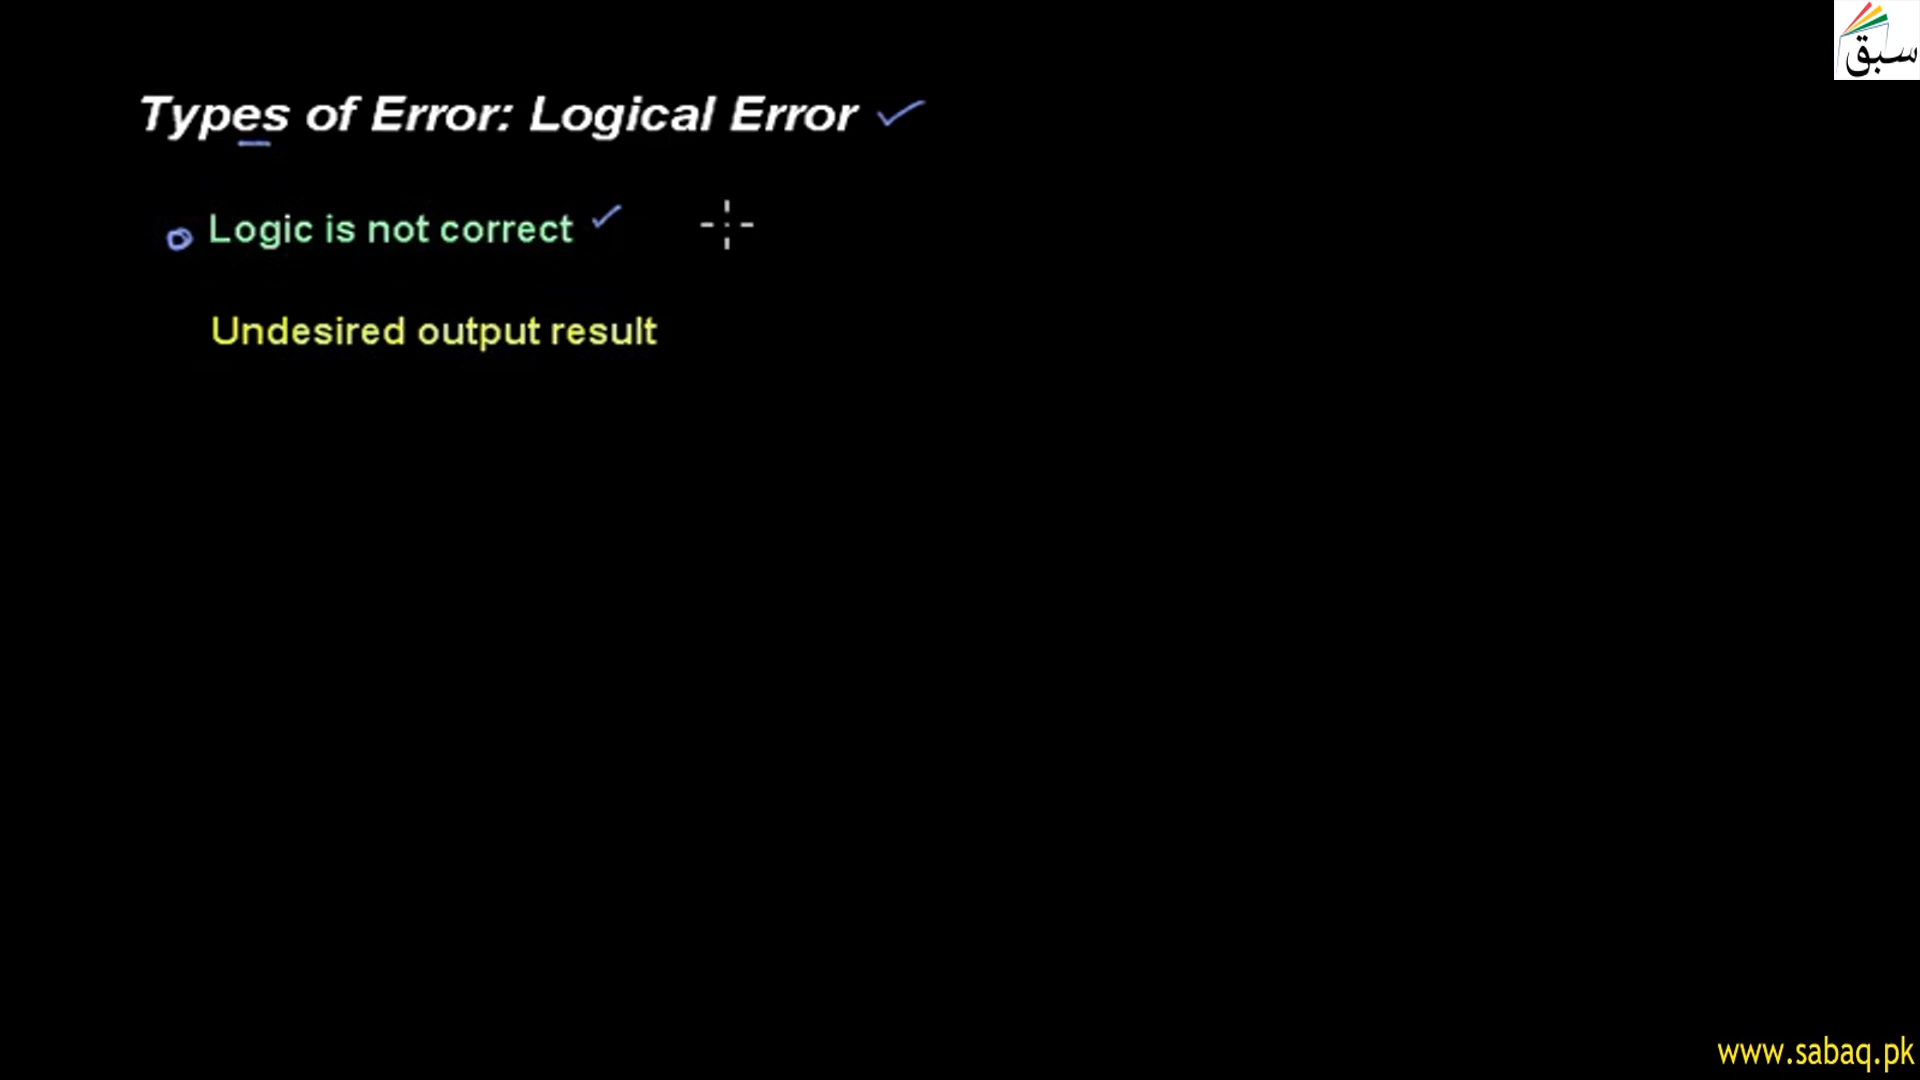 سبق
Types of Error: Logical Error
Logic is not correct
Undesired output result
www.sabaq.pk